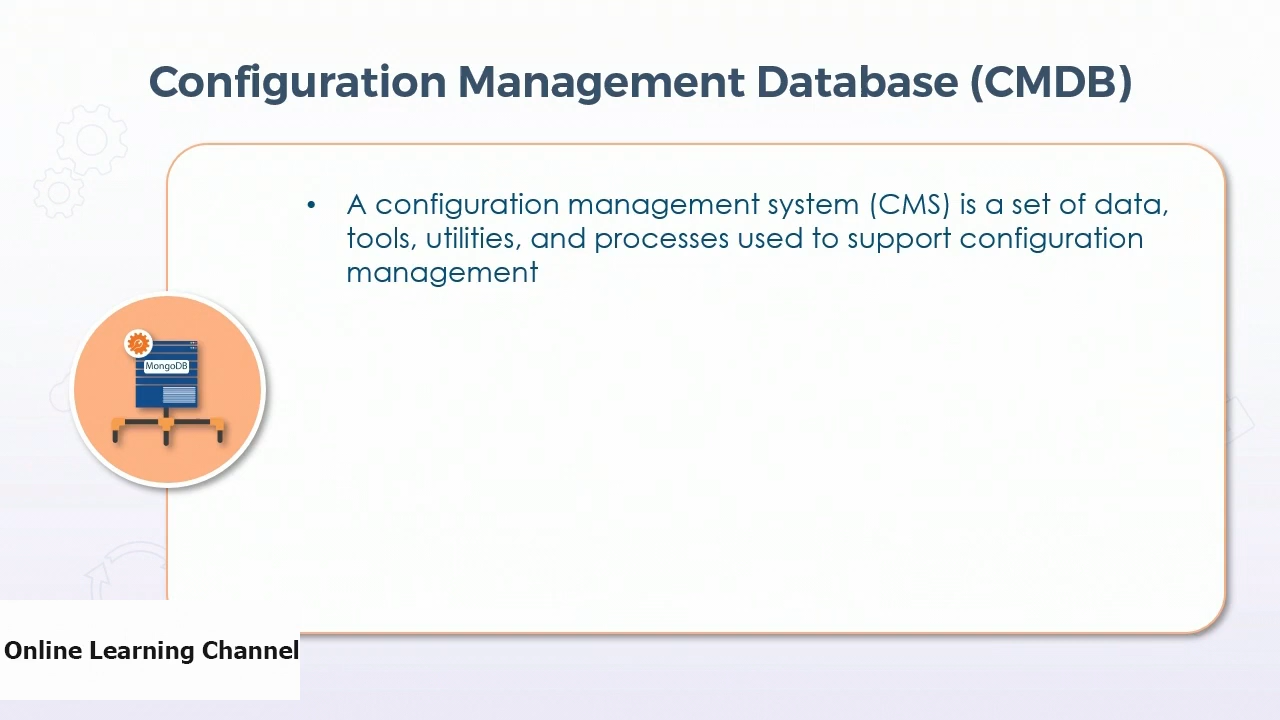 Configuration Management Database (CMDB)
• A configuration management system (CMS) is a set of data,
tools, utilities, and processes used to support configuration
management
MongoDB
Online Learning Channel